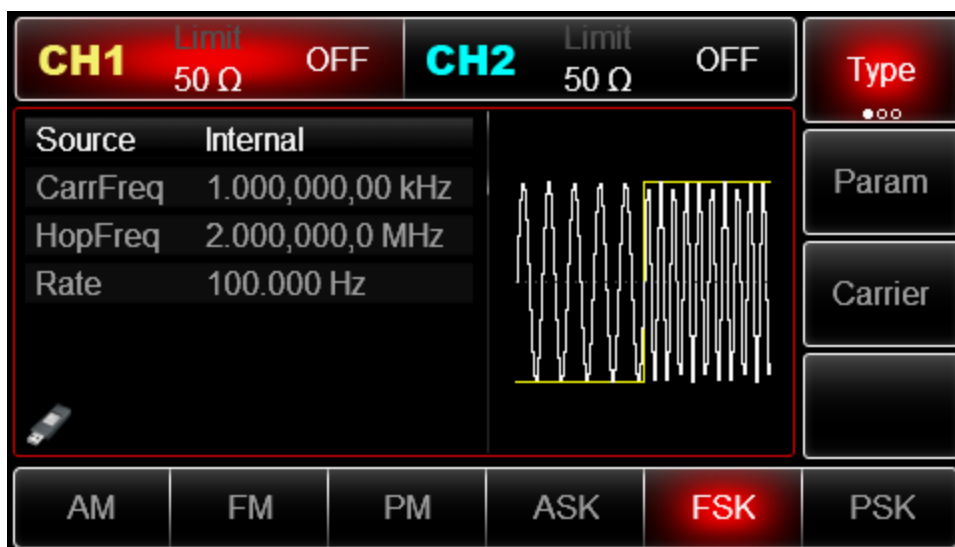 CH1 Limit 50 Ω OFF CH2 Limit 50 Ω OFF Type
Source Internal
CarrFreq 1.000,000,00 kHz Param
HopFreq 2.000,000,0 MHz
Rate 100.000 Hz Carrier
AM FM PM ASK FSK PSK